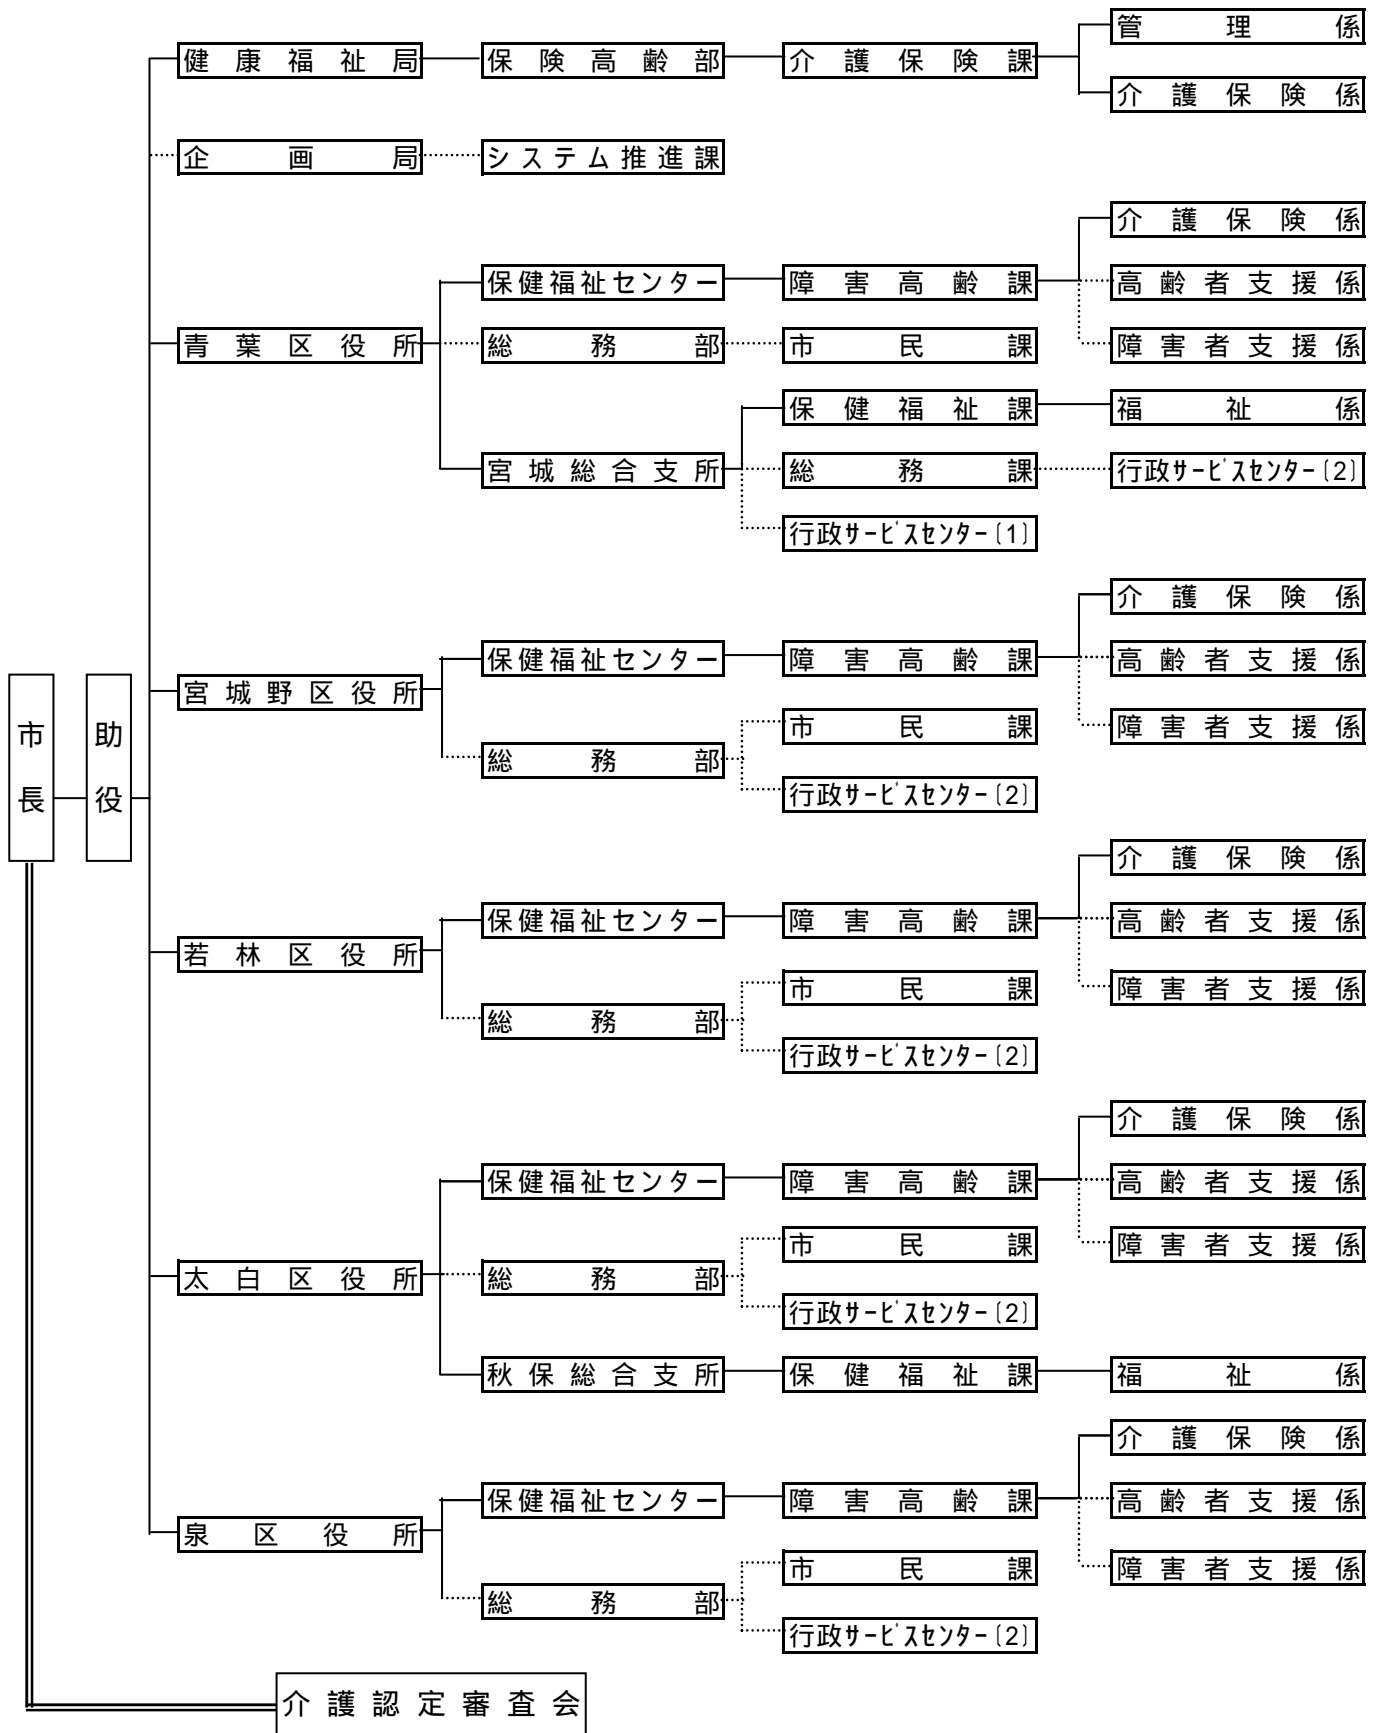 管理係
健康福祉局 保険高齢部 介護保険課
介護保険係
企画局 システム推進課
介護保険係
保健福祉センター 障害高齢課 高齢者支援係
青葉区役所 総務部 市民課 障害者支援係
保健福祉課 福祉係
宮城総合支所 総務課 行政ｻｰﾋﾞｽｾﾝﾀｰ〔2〕
行政ｻｰﾋﾞｽｾﾝﾀｰ〔1〕
介護保険係
保健福祉センター 障害高齢課 高齢者支援係
宮城野区役所
市民課 障害者支援係
総務部
行政ｻｰﾋﾞｽｾﾝﾀｰ〔2〕
市長 助役
介護保険係
保健福祉センター 障害高齢課 高齢者支援係
若林区役所
市民課 障害者支援係
総務部
行政ｻｰﾋﾞｽｾﾝﾀｰ〔2〕
介護保険係
保健福祉センター 障害高齢課 高齢者支援係
市民課 障害者支援係
太白区役所 総務部
行政ｻｰﾋﾞｽｾﾝﾀｰ〔2〕
秋保総合支所 保健福祉課 福祉係
介護保険係
保健福祉センター 障害高齢課 高齢者支援係
泉区役所
市民課 障害者支援係
総務部
行政ｻｰﾋﾞｽｾﾝﾀｰ〔2〕
介護認定審査会